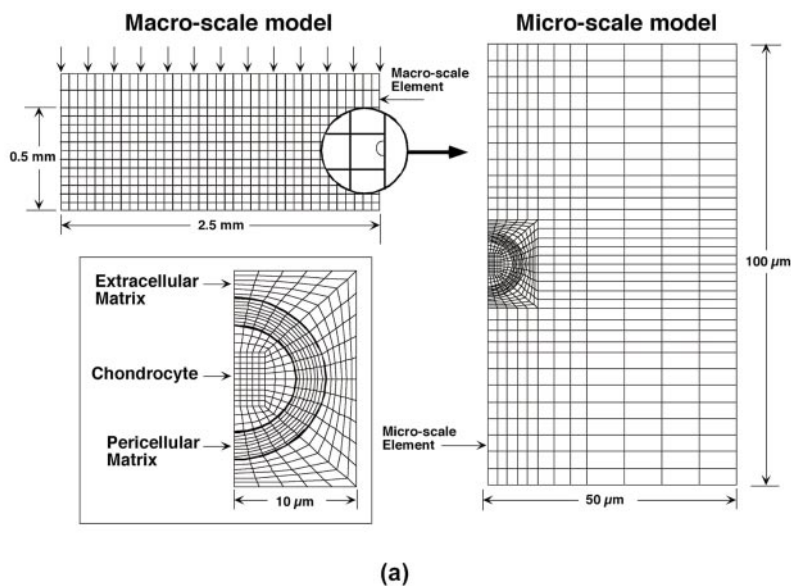 Macro-scale model
Micro-scale model
Macro-scale
Element
0.5 mm
2.5 mm
Extracellular
Matrix
Chondrocyte
Pericellular
Matrix
10 µm
100 µm
Micro-scale
Element
50 µm
(a)